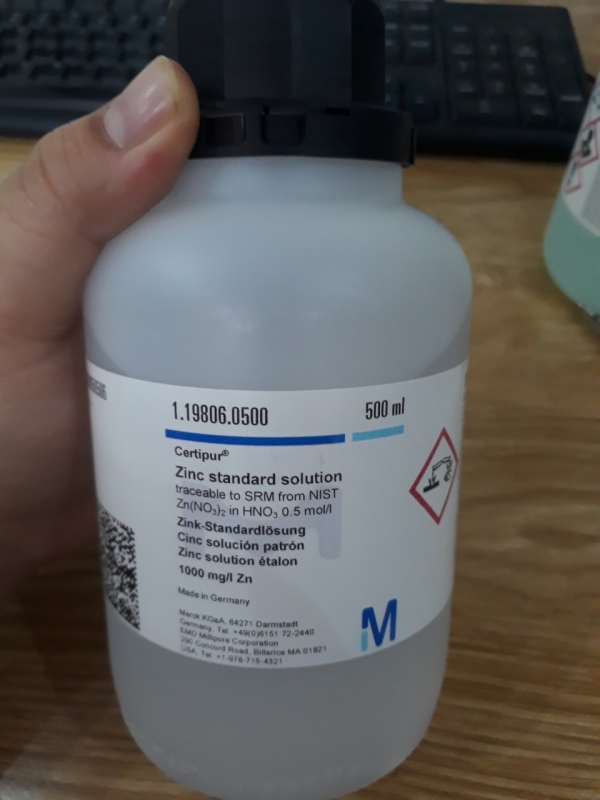 1.19806.0500
500 ml
Certipur®
Zinc standard solution
traceable to SRM from NIST
Zn(NO₃)₂ in HNO₃ 0.5 mol/l
Zink-Standardlösung
Cinc solución patrón
Zinc solution étalon
1000 mg/l Zn
Made in Germany
Merck KGaA, 64271 Darmstadt
Germany, Tel. +49(0)6151 72-2440
EMD Millipore Corporation
290 Concord Road, Billerica MA 01821
USA, Tel. +1-978-715-4321
M